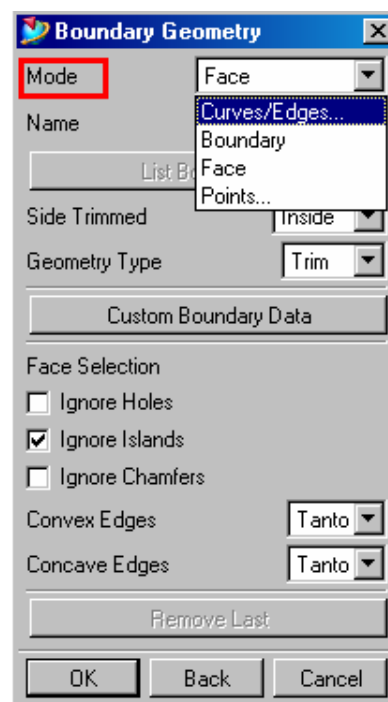 Boundary Geometry
Mode Face
Curves/Edges...
Name
Boundary
List Bo
Face
Points...
Side Trimmed Inside
Geometry Type Trim
Custom Boundary Data
Face Selection
Ignore Holes
Ignore Islands
Ignore Chamfers
Convex Edges Tanto
Concave Edges Tanto
Remove Last
OK Back Cancel